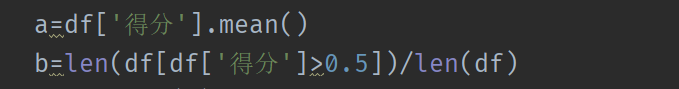 a=df['得分'].mean()
b=len(df[df['得分']>0.5])/len(df)